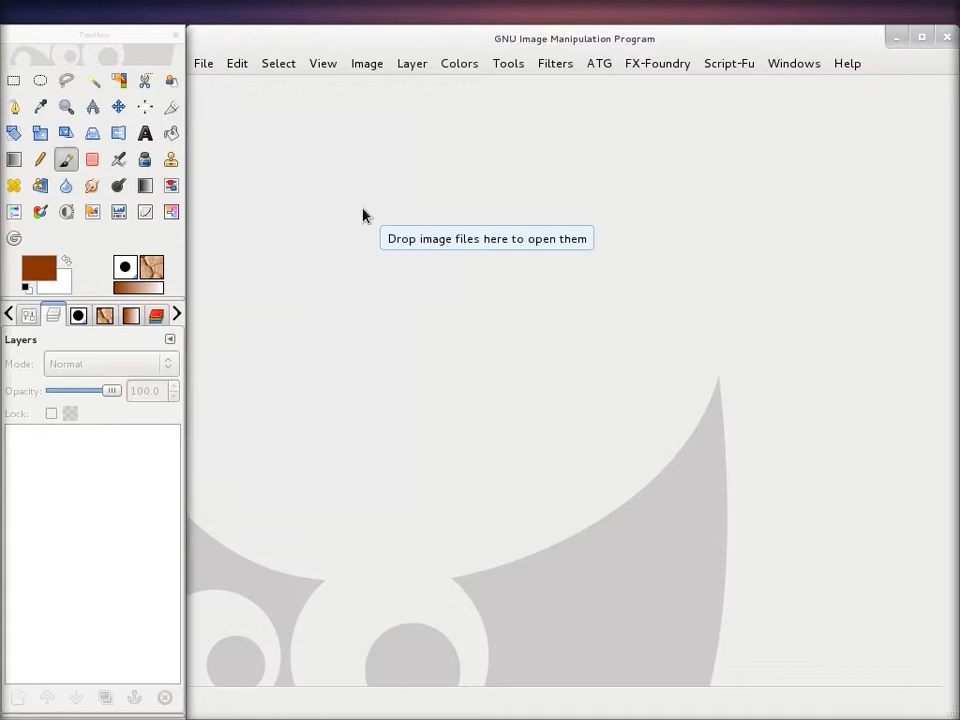 Toolbox
GNU Image Manipulation Program
File Edit Select View Image Layer Colors Tools Filters ATG FX-Foundry Script-Fu Windows Help
Drop image files here to open them
Layers
Mode: Normal
Opacity: 100.0
Lock: